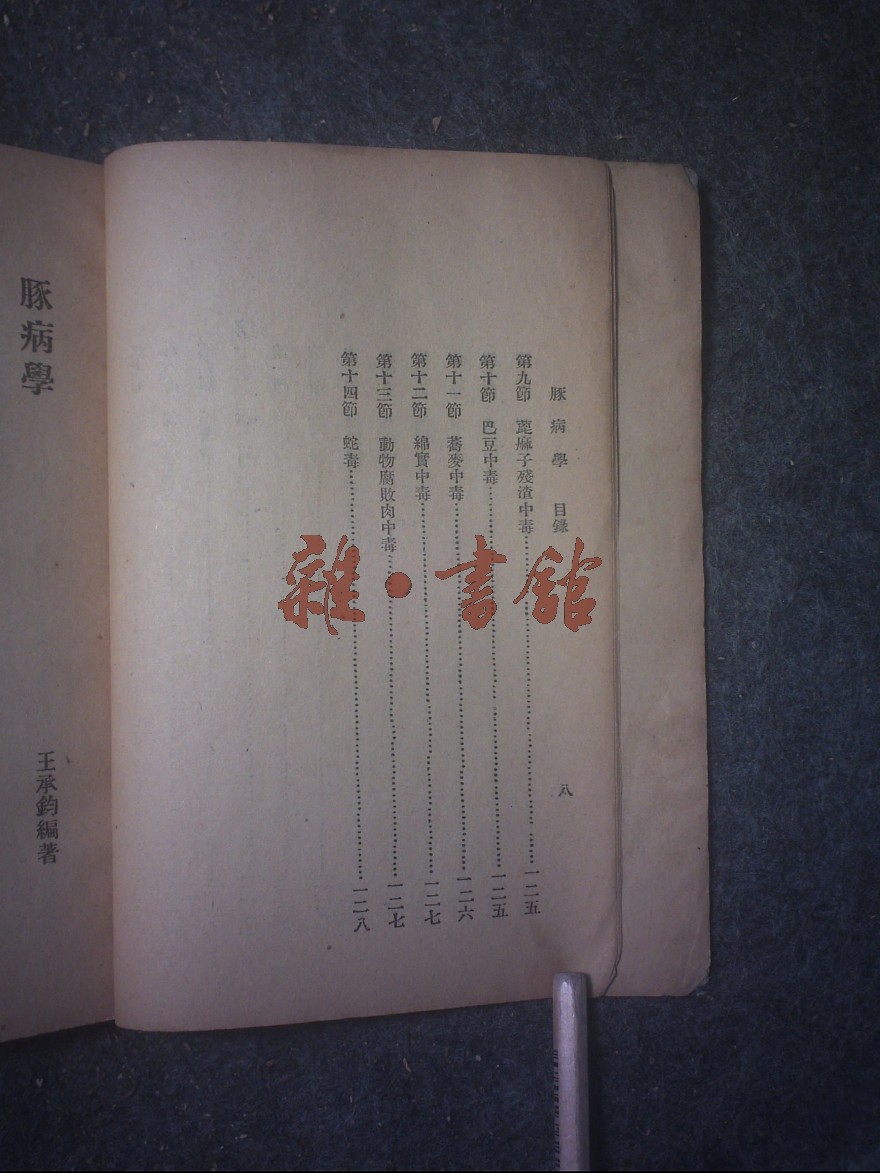 豚病學　目錄
八
第九節　蓖麻子殘渣中毒……一二五
第十節　巴豆中毒……一二五
第十一節　蕎麥中毒……一二六
第十二節　綿實中毒……一二七
第十三節　動物腐敗肉中毒……一二七
第十四節　蛇毒……一二八
豚病學
王承鈞編著
雜·書館